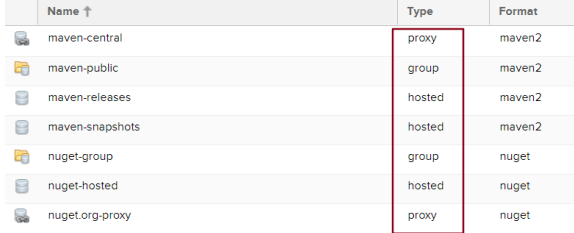 Name Type Format
maven-central proxy maven2
maven-public group maven2
maven-releases hosted maven2
maven-snapshots hosted maven2
nuget-group group nuget
nuget-hosted hosted nuget
nuget.org-proxy proxy nuget